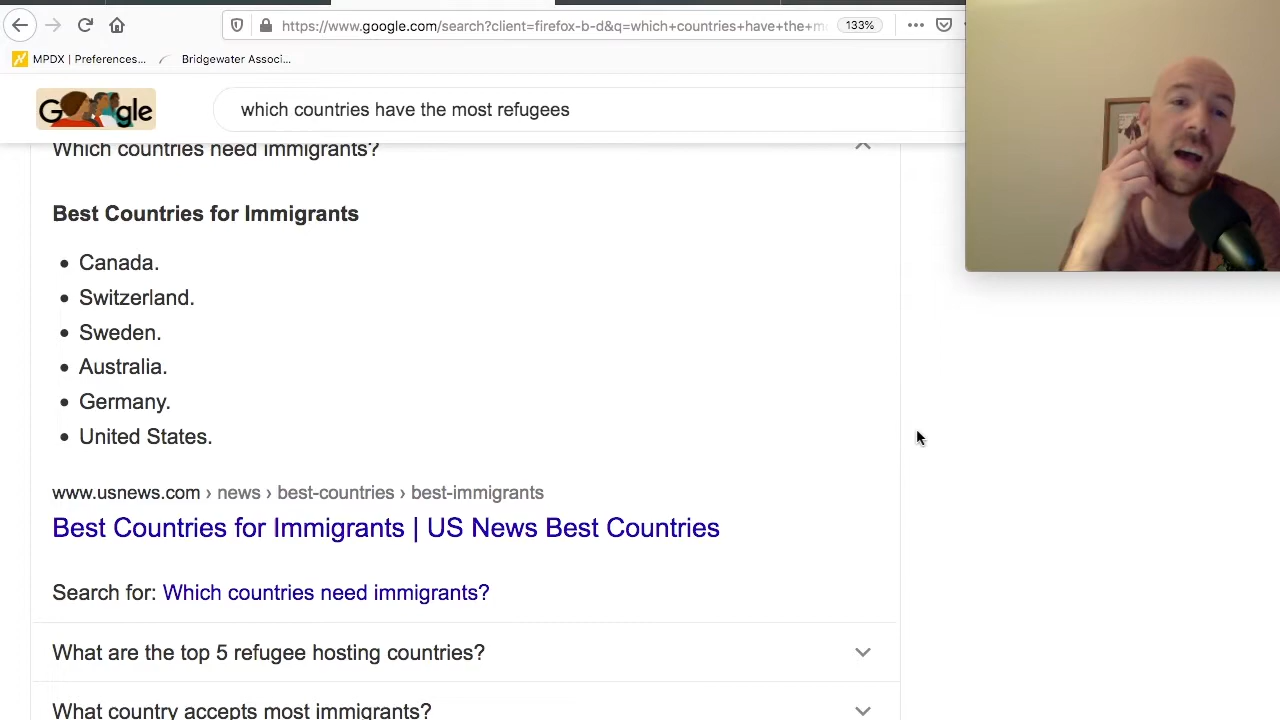 https://www.google.com/search?client=firefox-b-d&q=which+countries+have+the+m
133%
MPDX | Preferences...
Bridgewater Associ...
Google
which countries have the most refugees
Which countries need immigrants?
Best Countries for Immigrants
• Canada.
• Switzerland.
• Sweden.
• Australia.
• Germany.
• United States.
www.usnews.com › news › best-countries › best-immigrants
Best Countries for Immigrants | US News Best Countries
Search for: Which countries need immigrants?
What are the top 5 refugee hosting countries?
What country accepts most immigrants?